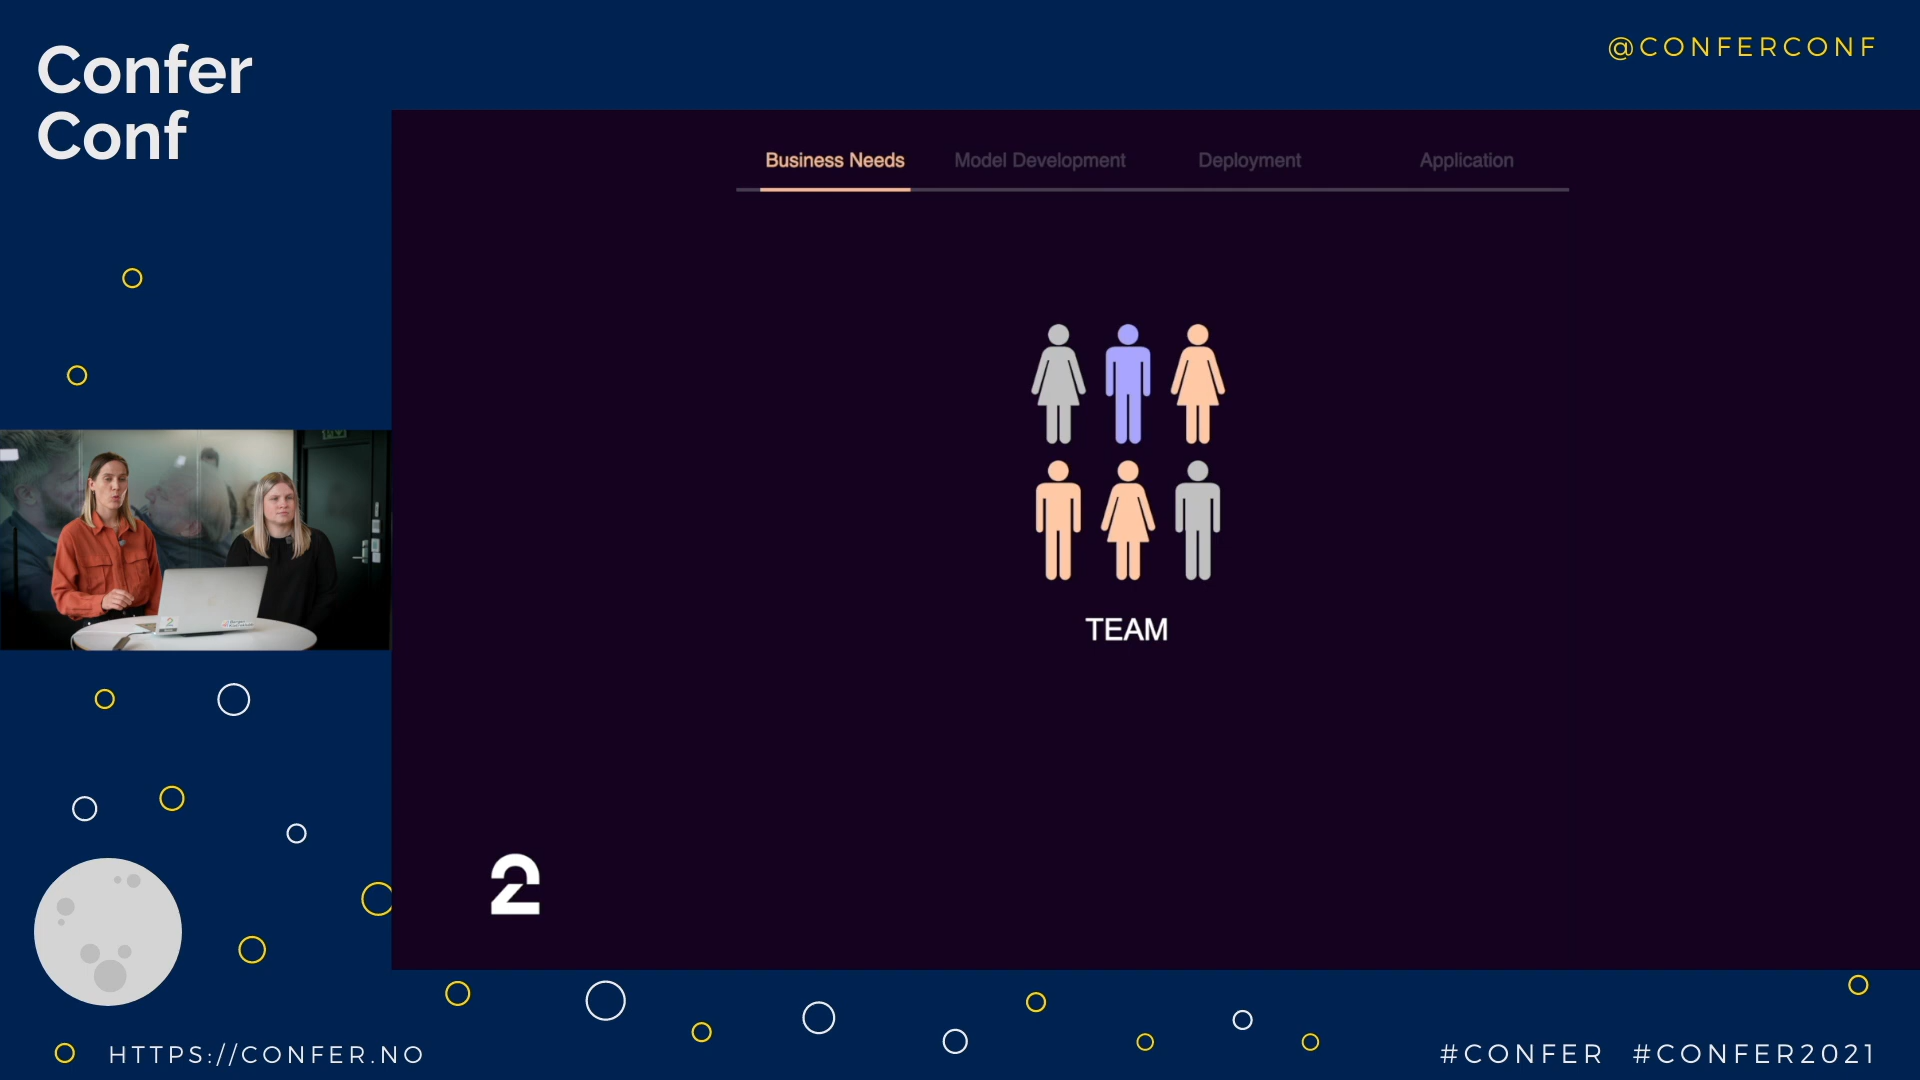 Confer
Conf
@CONFERCONF
Business Needs Model Development Deployment Application
TEAM
2
HTTPS://CONFER.NO
#CONFER #CONFER2021